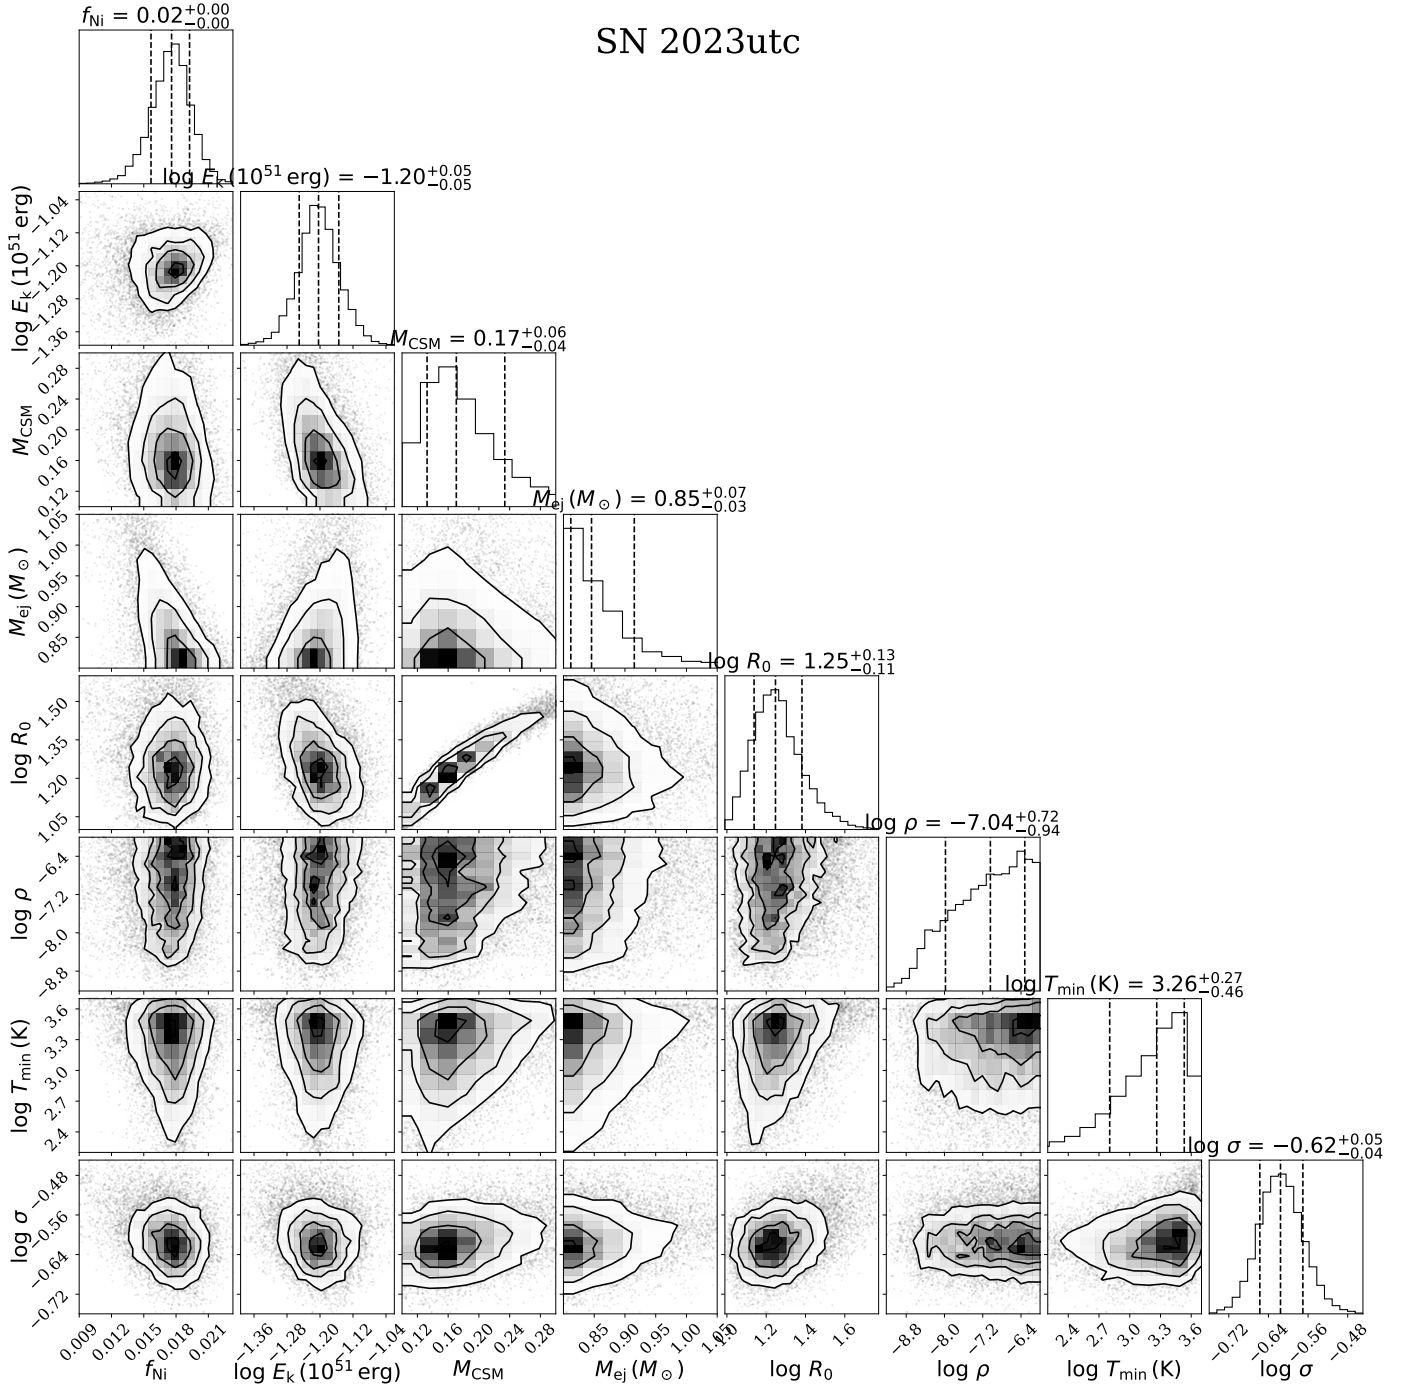 SN 2023utc
f_Ni = 0.02^{+0.00}_{−0.00}
log E_k (10^51 erg) = −1.20^{+0.05}_{−0.05}
M_CSM = 0.17^{+0.06}_{−0.04}
M_ej (M_⊙) = 0.85^{+0.07}_{−0.03}
log R_0 = 1.25^{+0.13}_{−0.11}
log ρ = −7.04^{+0.72}_{−0.94}
log T_min (K) = 3.26^{+0.27}_{−0.46}
log σ = −0.62^{+0.05}_{−0.04}
log E_k (10^51 erg)
−1.04
−1.12
−1.20
−1.28
−1.36
M_CSM
0.28
0.24
0.20
0.16
0.12
M_ej (M_⊙)
1.05
1.00
0.95
0.90
0.85
log R_0
1.50
1.35
1.20
1.05
log ρ
−6.4
−7.2
−8.0
−8.8
log T_min (K)
3.6
3.3
3.0
2.7
2.4
log σ
−0.48
−0.56
−0.64
−0.72
0.009 0.012 0.015 0.018 0.021
f_Ni
−1.36 −1.28 −1.20 −1.12 −1.04
log E_k (10^51 erg)
0.12 0.16 0.20 0.24 0.28
M_CSM
0.85 0.90 0.95 1.00 1.05
M_ej (M_⊙)
1.2 1.6
log R_0
−8.8 −8.0 −7.2 −6.4
log ρ
2.4 2.7 3.0 3.3 3.6
log T_min (K)
−0.72 −0.64 −0.56 −0.48
log σ